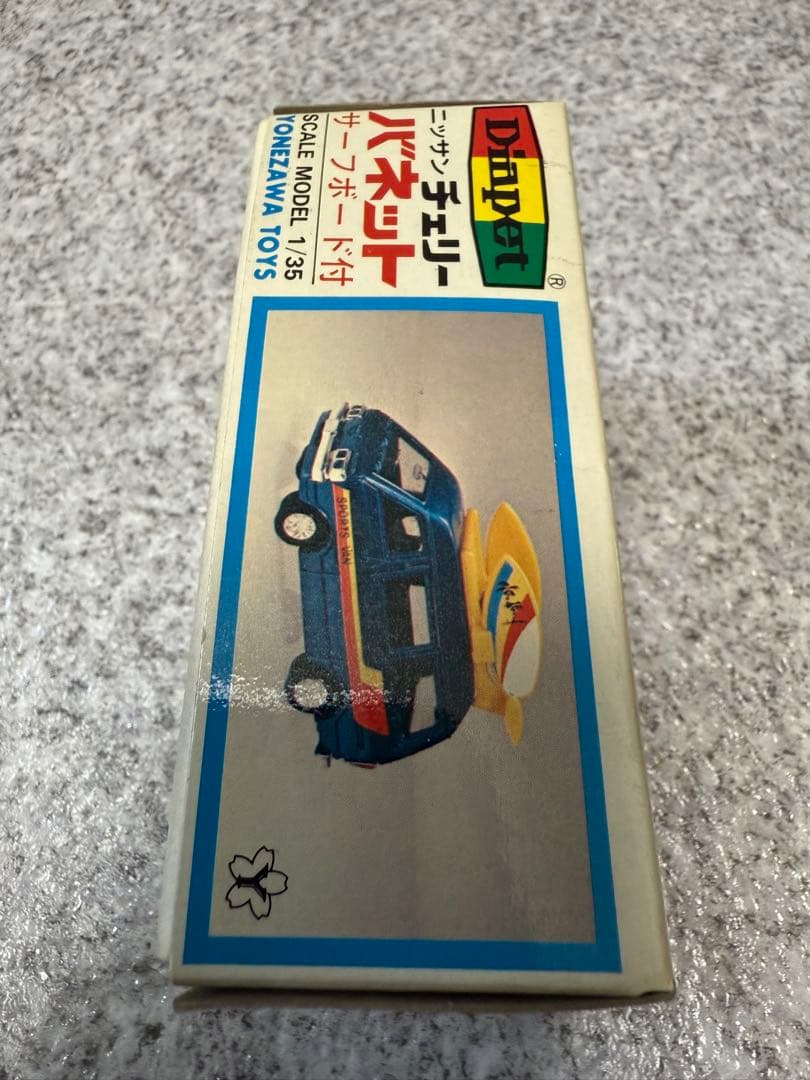 Diapet
®
ニッサン チェリー
バネット
サーフボード付
SCALE MODEL 1/35
YONEZAWA TOYS
SPORTS VAN
Y